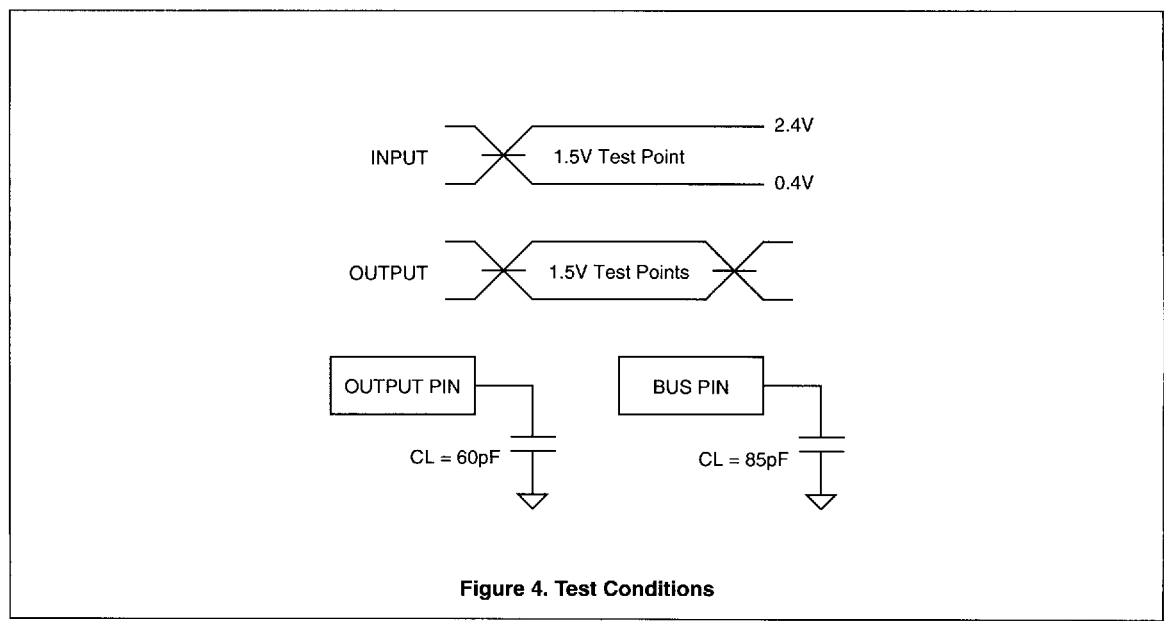 2.4V
INPUT
1.5V Test Point
0.4V
OUTPUT
1.5V Test Points
OUTPUT PIN
BUS PIN
CL = 60pF
CL = 85pF
Figure 4. Test Conditions